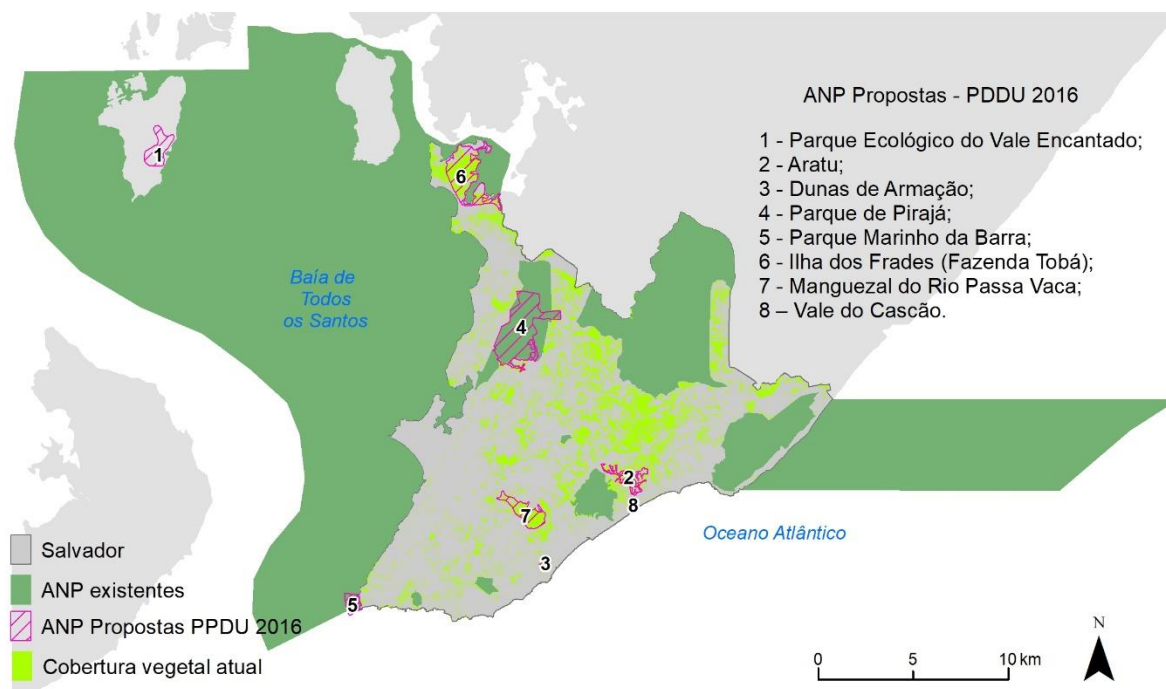 ANP Propostas - PDDU 2016
1 - Parque Ecológico do Vale Encantado;
2 - Aratu;
3 - Dunas de Armação;
4 - Parque de Pirajá;
5 - Parque Marinho da Barra;
6 - Ilha dos Frades (Fazenda Tobá);
7 - Manguezal do Rio Passa Vaca;
8 – Vale do Cascão.
1
6
Baía de
Todos
os Santos
4
2
8
7
3
5
Oceano Atlântico
Salvador
ANP existentes
ANP Propostas PPDU 2016
Cobertura vegetal atual
0 5 10 km
N